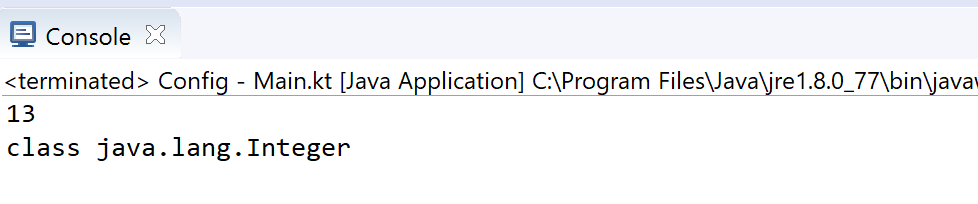 Console
<terminated> Config - Main.kt [Java Application] C:\Program Files\Java\jre1.8.0_77\bin\javaw
13
class java.lang.Integer